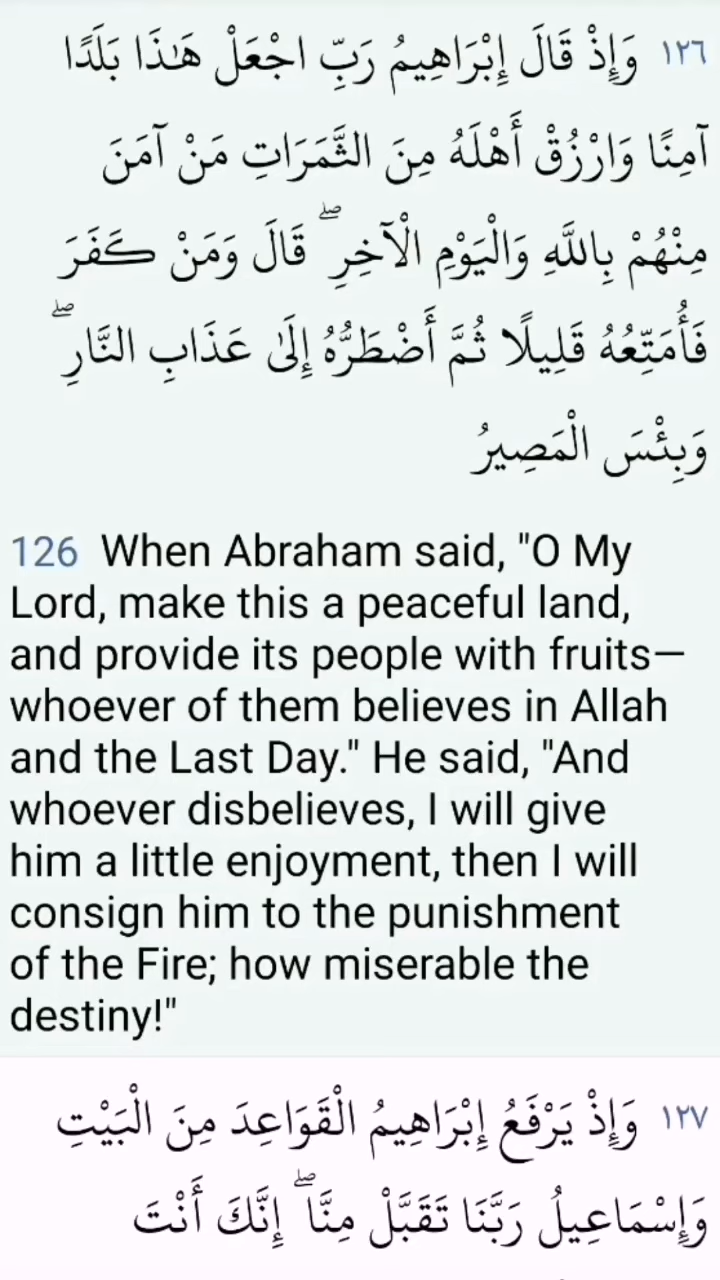 ١٢٦ وَإِذْ قَالَ إِبْرَاهِيمُ رَبِّ اجْعَلْ هَٰذَا بَلَدًا
آمِنًا وَارْزُقْ أَهْلَهُ مِنَ الثَّمَرَاتِ مَنْ آمَنَ
مِنْهُمْ بِاللَّهِ وَالْيَوْمِ الْآخِرِ ۖ قَالَ وَمَنْ كَفَرَ
فَأُمَتِّعُهُ قَلِيلًا ثُمَّ أَضْطَرُّهُ إِلَىٰ عَذَابِ النَّارِ ۖ
وَبِئْسَ الْمَصِيرُ
126 When Abraham said, "O My
Lord, make this a peaceful land,
and provide its people with fruits—
whoever of them believes in Allah
and the Last Day." He said, "And
whoever disbelieves, I will give
him a little enjoyment, then I will
consign him to the punishment
of the Fire; how miserable the
destiny!"
١٢٧ وَإِذْ يَرْفَعُ إِبْرَاهِيمُ الْقَوَاعِدَ مِنَ الْبَيْتِ
وَإِسْمَاعِيلُ رَبَّنَا تَقَبَّلْ مِنَّا ۖ إِنَّكَ أَنْتَ